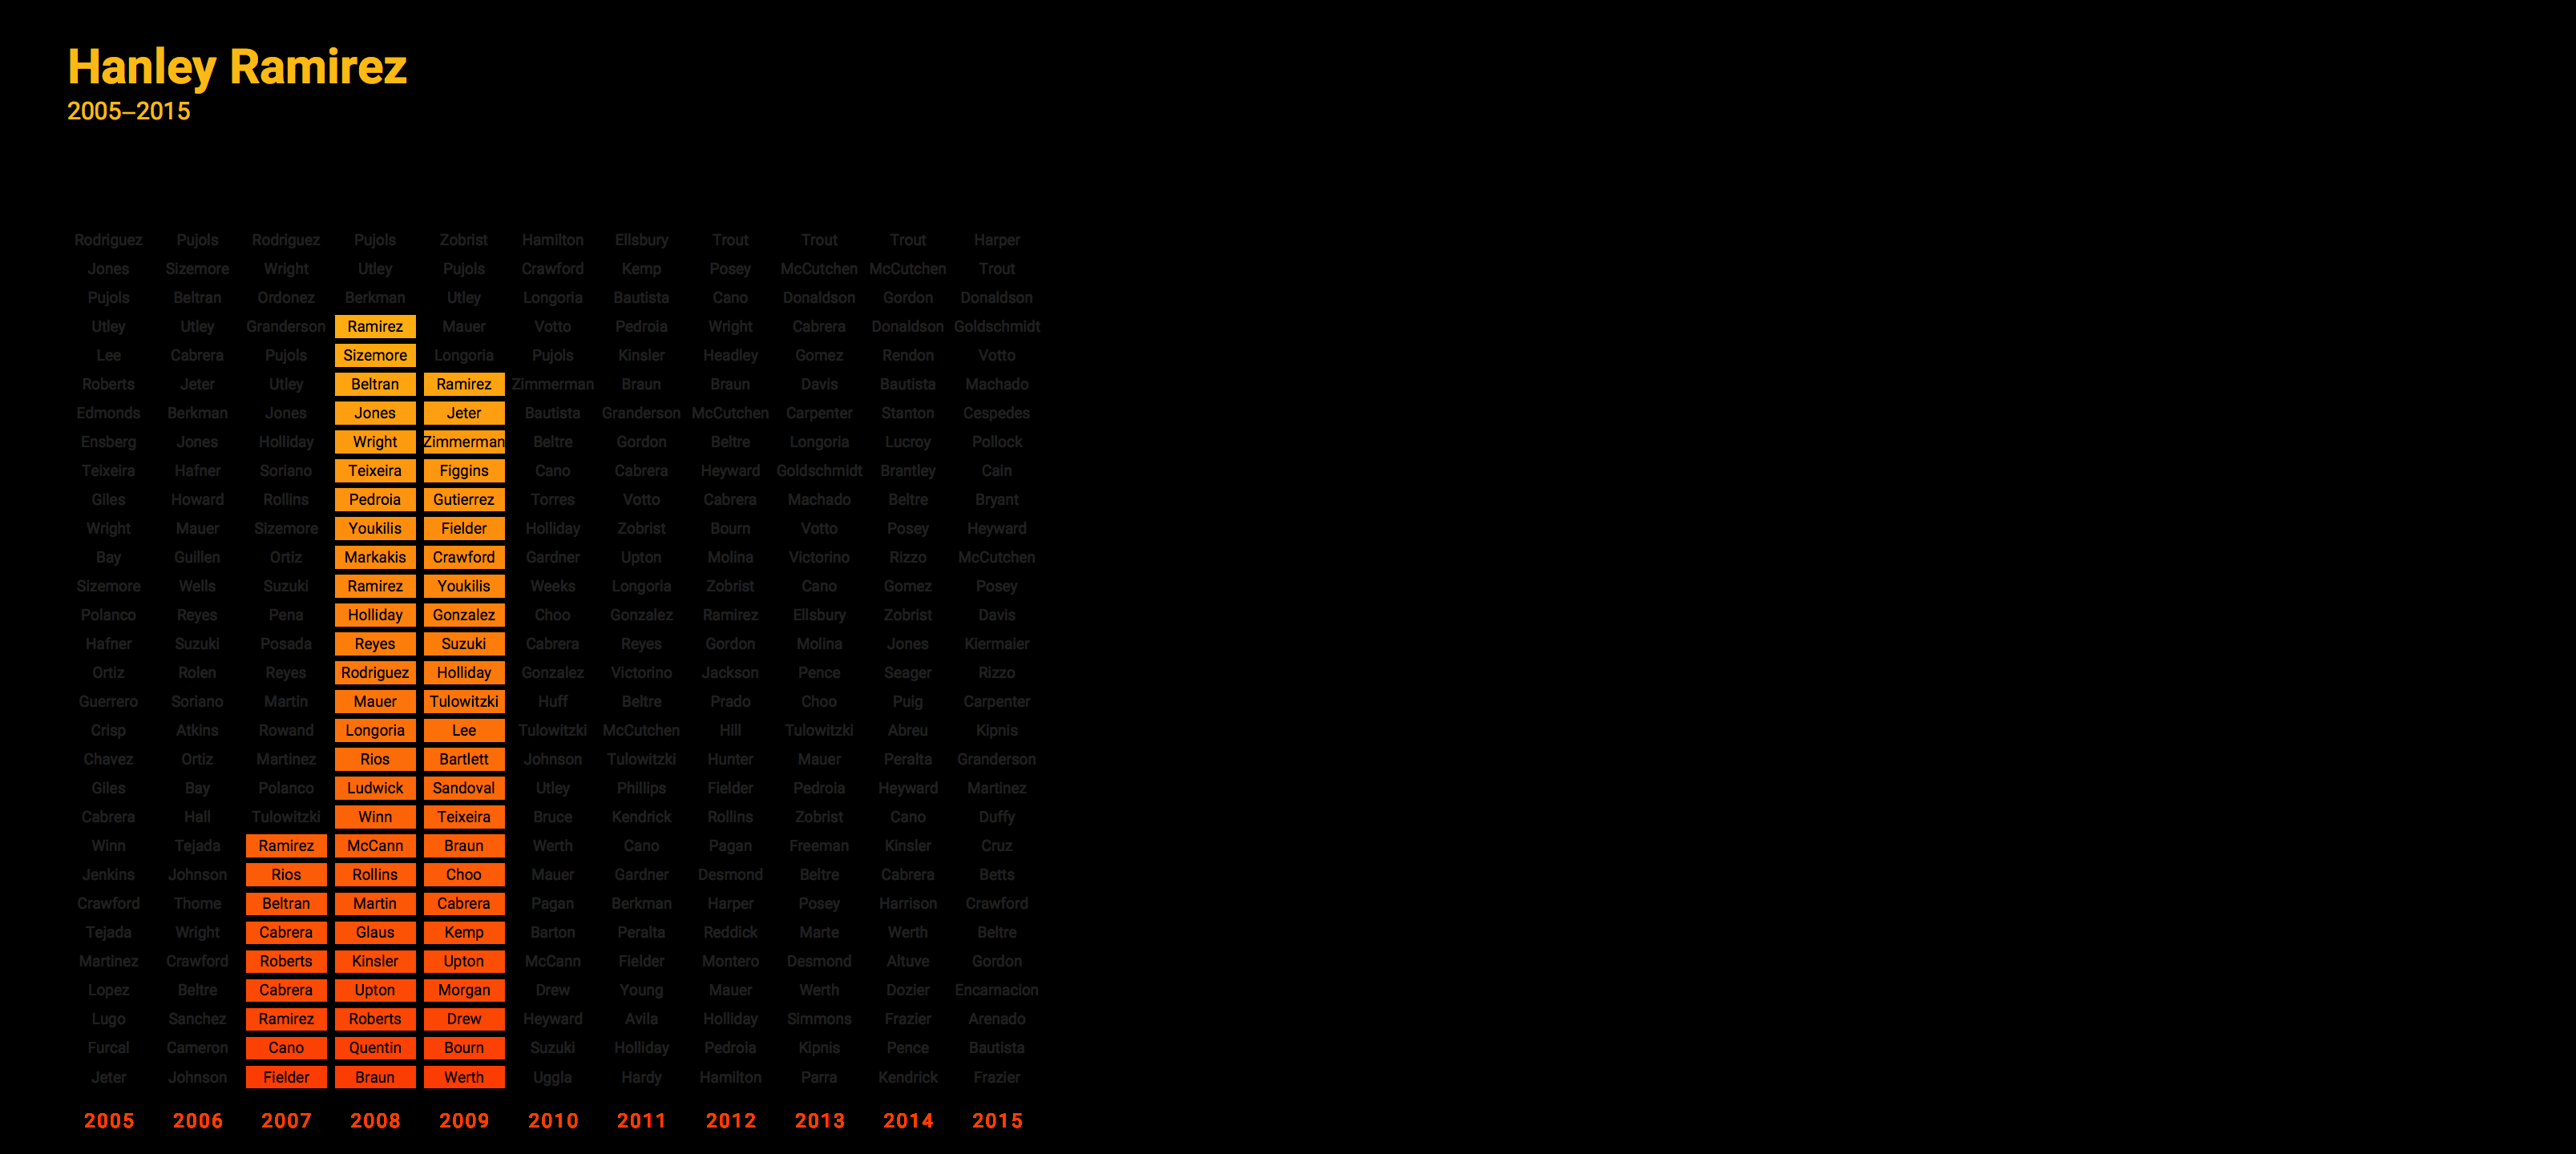 Hanley Ramirez
2005–2015
Rodriguez Pujols Rodriguez Pujols Zobrist Hamilton Ellsbury Trout Trout Trout Harper
Jones Sizemore Wright Utley Pujols Crawford Kemp Posey McCutchen McCutchen Trout
Pujols Beltran Ordonez Berkman Utley Longoria Bautista Cano Donaldson Gordon Donaldson
Utley Utley Granderson Ramirez Mauer Votto Pedroia Wright Cabrera Donaldson Goldschmidt
Lee Cabrera Pujols Sizemore Longoria Pujols Kinsler Headley Gomez Rendon Votto
Roberts Jeter Utley Beltran Ramirez Zimmerman Braun Braun Davis Bautista Machado
Edmonds Berkman Jones Jones Jeter Bautista Granderson McCutchen Carpenter Stanton Cespedes
Ensberg Jones Holliday Wright Zimmerman Beltre Gordon Beltre Longoria Lucroy Pollock
Teixeira Hafner Soriano Teixeira Figgins Cano Cabrera Heyward Goldschmidt Brantley Cain
Giles Howard Rollins Pedroia Gutierrez Torres Votto Cabrera Machado Beltre Bryant
Wright Mauer Sizemore Youkilis Fielder Holliday Zobrist Bourn Votto Posey Heyward
Bay Guillen Ortiz Markakis Crawford Gardner Upton Molina Victorino Rizzo McCutchen
Sizemore Wells Suzuki Ramirez Youkilis Weeks Longoria Zobrist Cano Gomez Posey
Polanco Reyes Pena Holliday Gonzalez Choo Gonzalez Ramirez Ellsbury Zobrist Davis
Hafner Suzuki Posada Reyes Suzuki Cabrera Reyes Gordon Molina Jones Kiermaier
Ortiz Rolen Reyes Rodriguez Holliday Gonzalez Victorino Jackson Pence Seager Rizzo
Guerrero Soriano Martin Mauer Tulowitzki Huff Beltre Prado Choo Puig Carpenter
Crisp Atkins Rowand Longoria Lee Tulowitzki McCutchen Hill Tulowitzki Abreu Kipnis
Chavez Ortiz Martinez Rios Bartlett Johnson Tulowitzki Hunter Mauer Peralta Granderson
Giles Bay Polanco Ludwick Sandoval Utley Phillips Fielder Pedroia Heyward Martinez
Cabrera Hall Tulowitzki Winn Teixeira Bruce Kendrick Rollins Zobrist Cano Duffy
Winn Tejada Ramirez McCann Braun Werth Cano Pagan Freeman Kinsler Cruz
Jenkins Johnson Rios Rollins Choo Mauer Gardner Desmond Beltre Cabrera Betts
Crawford Thome Beltran Martin Cabrera Pagan Berkman Harper Posey Harrison Crawford
Tejada Wright Cabrera Glaus Kemp Barton Peralta Reddick Marte Werth Beltre
Martinez Crawford Roberts Kinsler Upton McCann Fielder Montero Desmond Altuve Gordon
Lopez Beltre Cabrera Upton Morgan Drew Young Mauer Werth Dozier Encarnacion
Lugo Sanchez Ramirez Roberts Drew Heyward Avila Holliday Simmons Frazier Arenado
Furcal Cameron Cano Quentin Bourn Suzuki Holliday Pedroia Kipnis Pence Bautista
Jeter Johnson Fielder Braun Werth Uggla Hardy Hamilton Parra Kendrick Frazier
2005 2006 2007 2008 2009 2010 2011 2012 2013 2014 2015